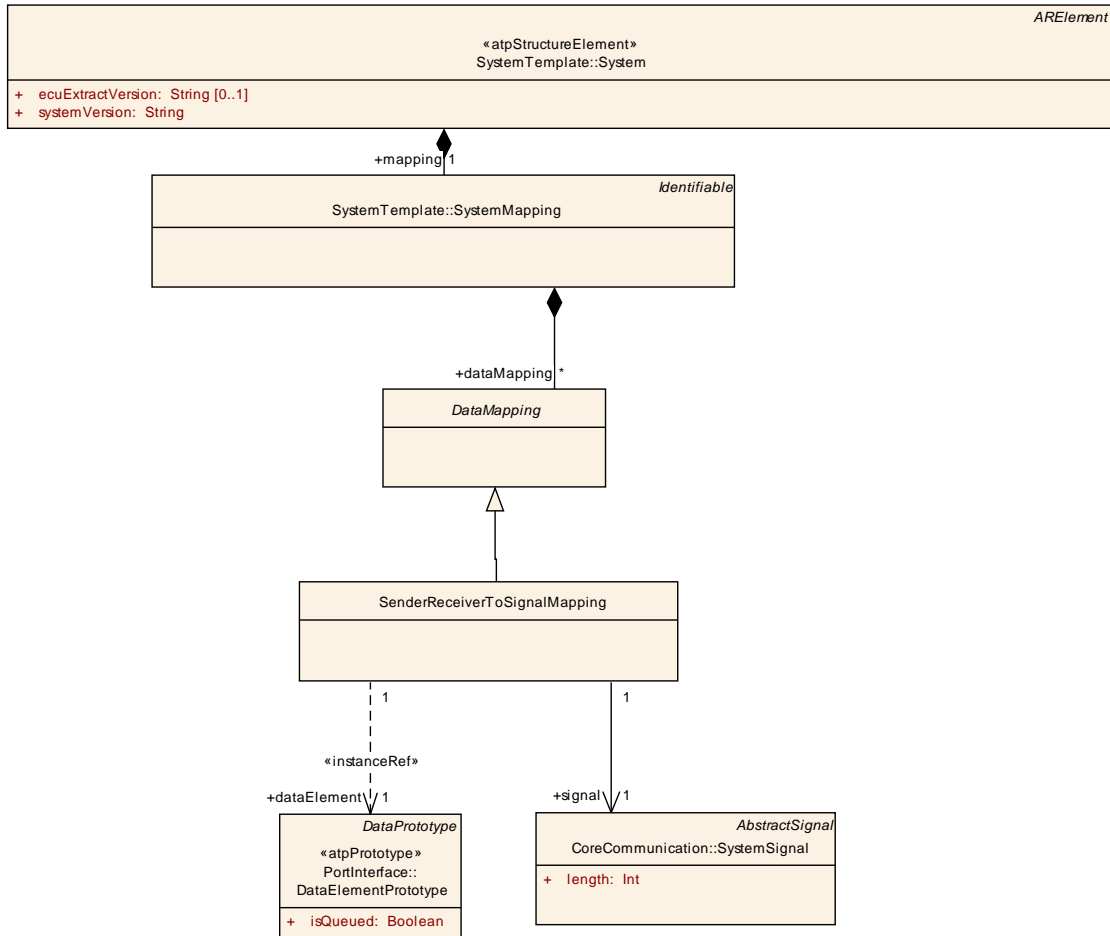 ARElement
«atpStructureElement»
SystemTemplate::System
+ ecuExtractVersion: String [0..1]
+ systemVersion: String
+mapping 1
Identifiable
SystemTemplate::SystemMapping
+dataMapping *
DataMapping
SenderReceiverToSignalMapping
1 1
«instanceRef»
+dataElement 1 +signal 1
DataPrototype
«atpPrototype»
PortInterface::
DataElementPrototype
+ isQueued: Boolean
AbstractSignal
CoreCommunication::SystemSignal
+ length: Int